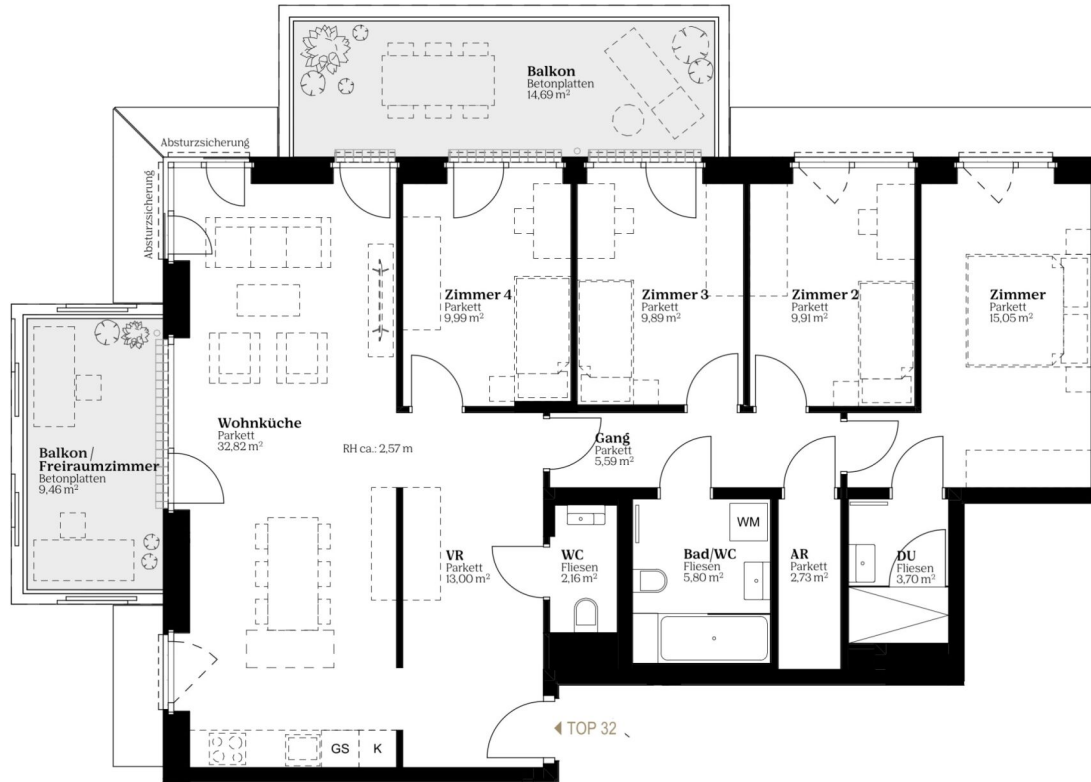 Balkon
Betonplatten
14,69 m²
Absturzsicherung
Absturzsicherung
Zimmer 4
Parkett
9,99 m²
Zimmer 3
Parkett
9,89 m²
Zimmer 2
Parkett
9,91 m²
Zimmer
Parkett
15,05 m²
Wohnküche
Parkett
32,82 m²
RH ca.: 2,57 m
Gang
Parkett
5,59 m²
Balkon /
Freiraumzimmer
Betonplatten
9,46 m²
VR
Parkett
13,00 m²
WC
Fliesen
2,16 m²
Bad/WC
Fliesen
5,80 m²
WM
AR
Parkett
2,73 m²
DU
Fliesen
3,70 m²
TOP 32
GS
K